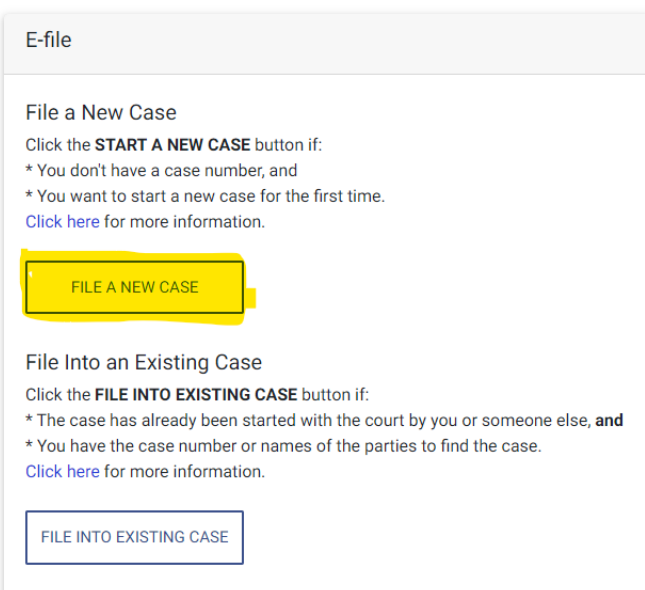 E-file
File a New Case
Click the START A NEW CASE button if:
* You don't have a case number, and
* You want to start a new case for the first time.
Click here for more information.
FILE A NEW CASE
File Into an Existing Case
Click the FILE INTO EXISTING CASE button if:
* The case has already been started with the court by you or someone else, and
* You have the case number or names of the parties to find the case.
Click here for more information.
FILE INTO EXISTING CASE